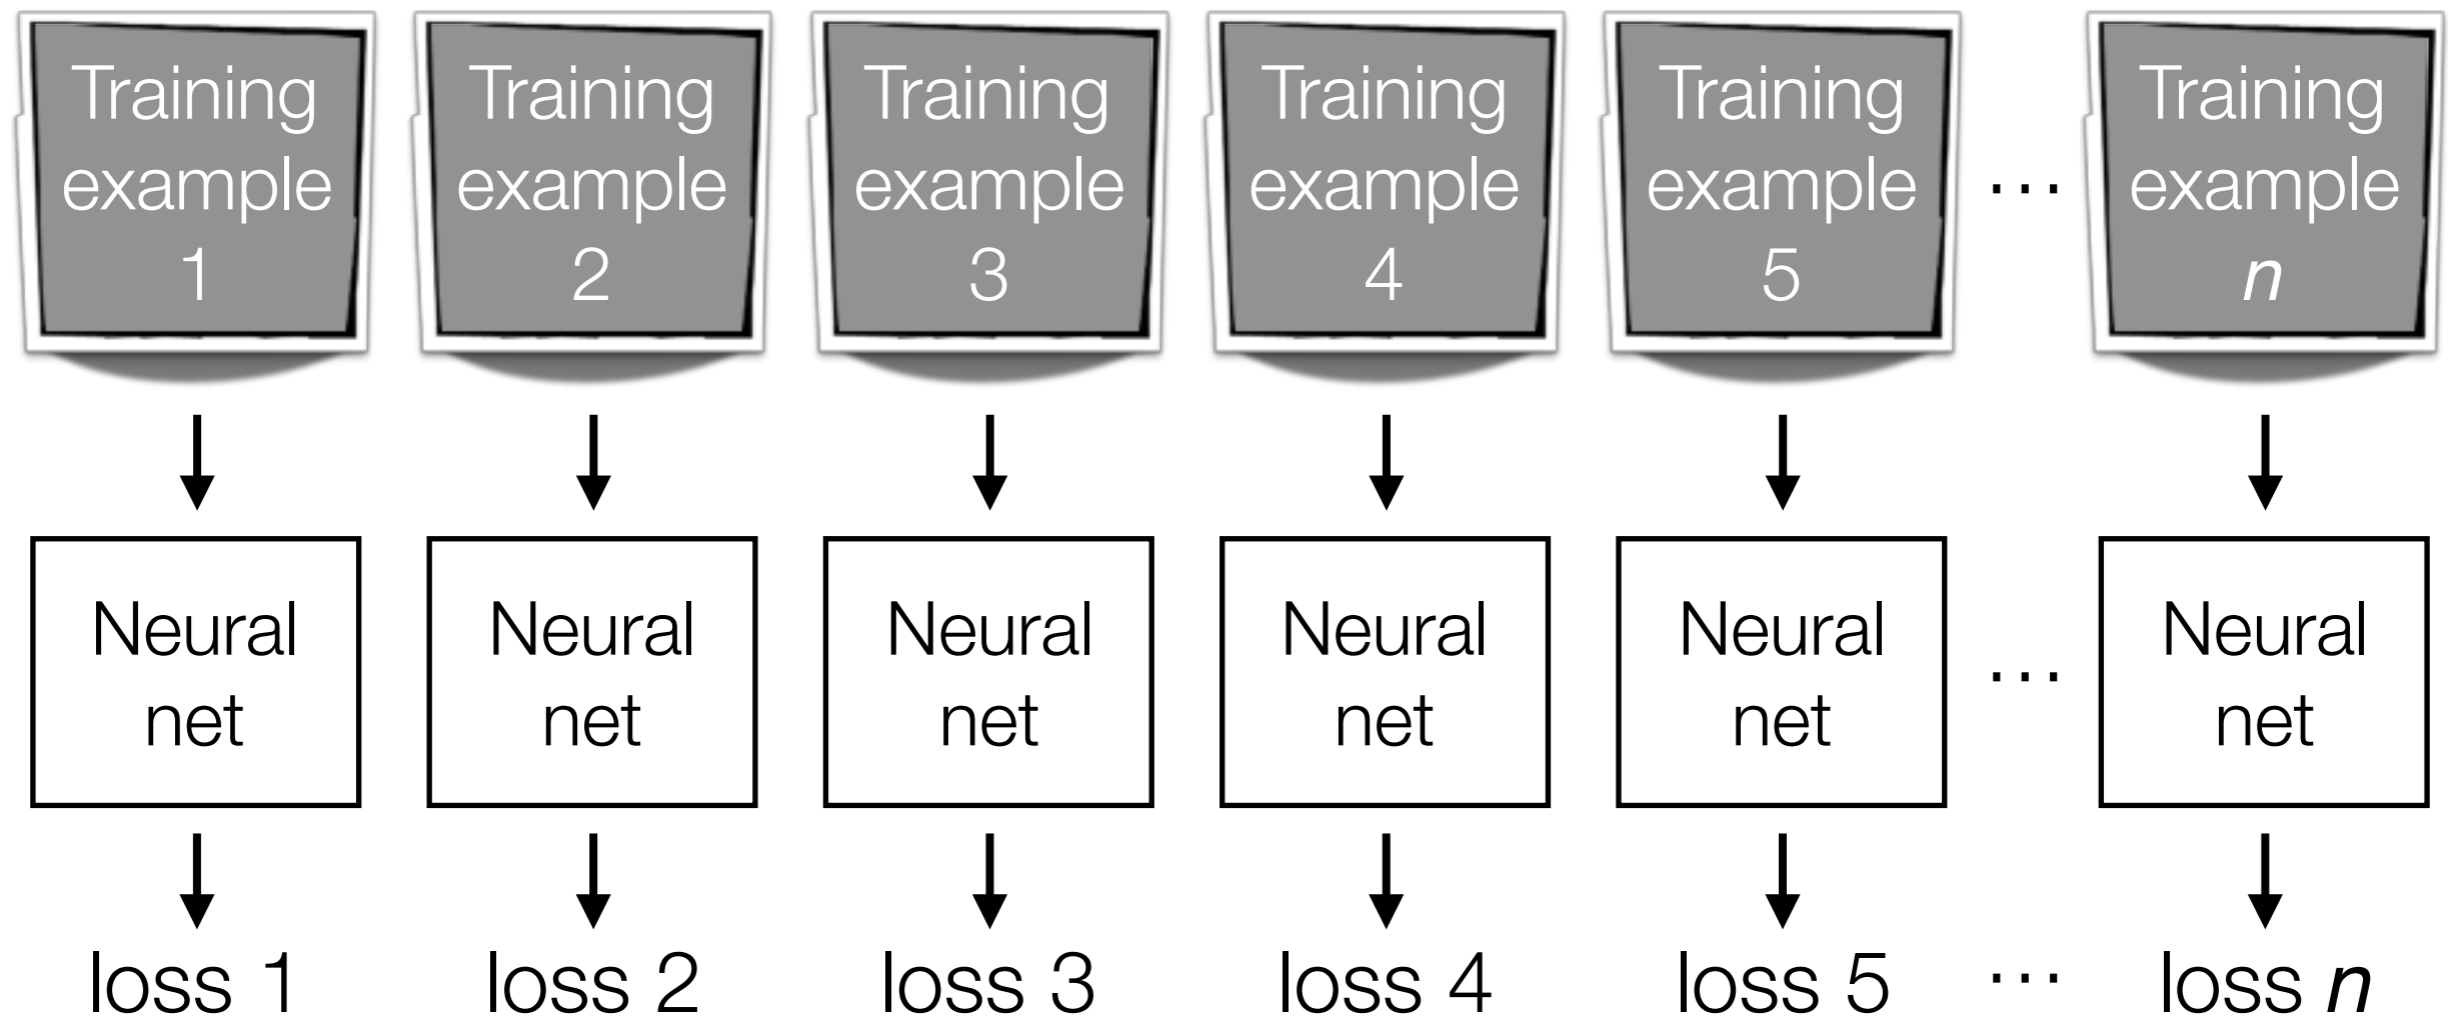 Training
example
1
Training
example
2
Training
example
3
Training
example
4
Training
example
5
...
Training
example
n
Neural
net
Neural
net
Neural
net
Neural
net
Neural
net
...
Neural
net
loss 1
loss 2
loss 3
loss 4
loss 5
...
loss n